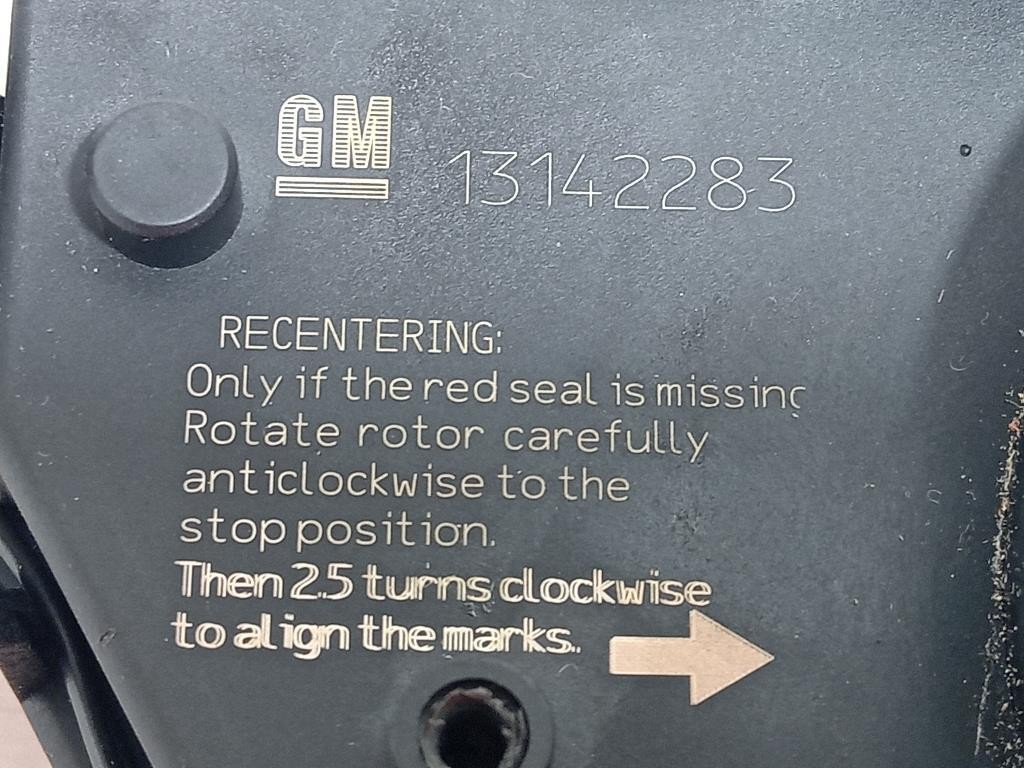 GM 13142283
RECENTERING:
Only if the red seal is missing
Rotate rotor carefully
anticlockwise to the
stop position.
Then 2.5 turns clockwise
to align the marks.